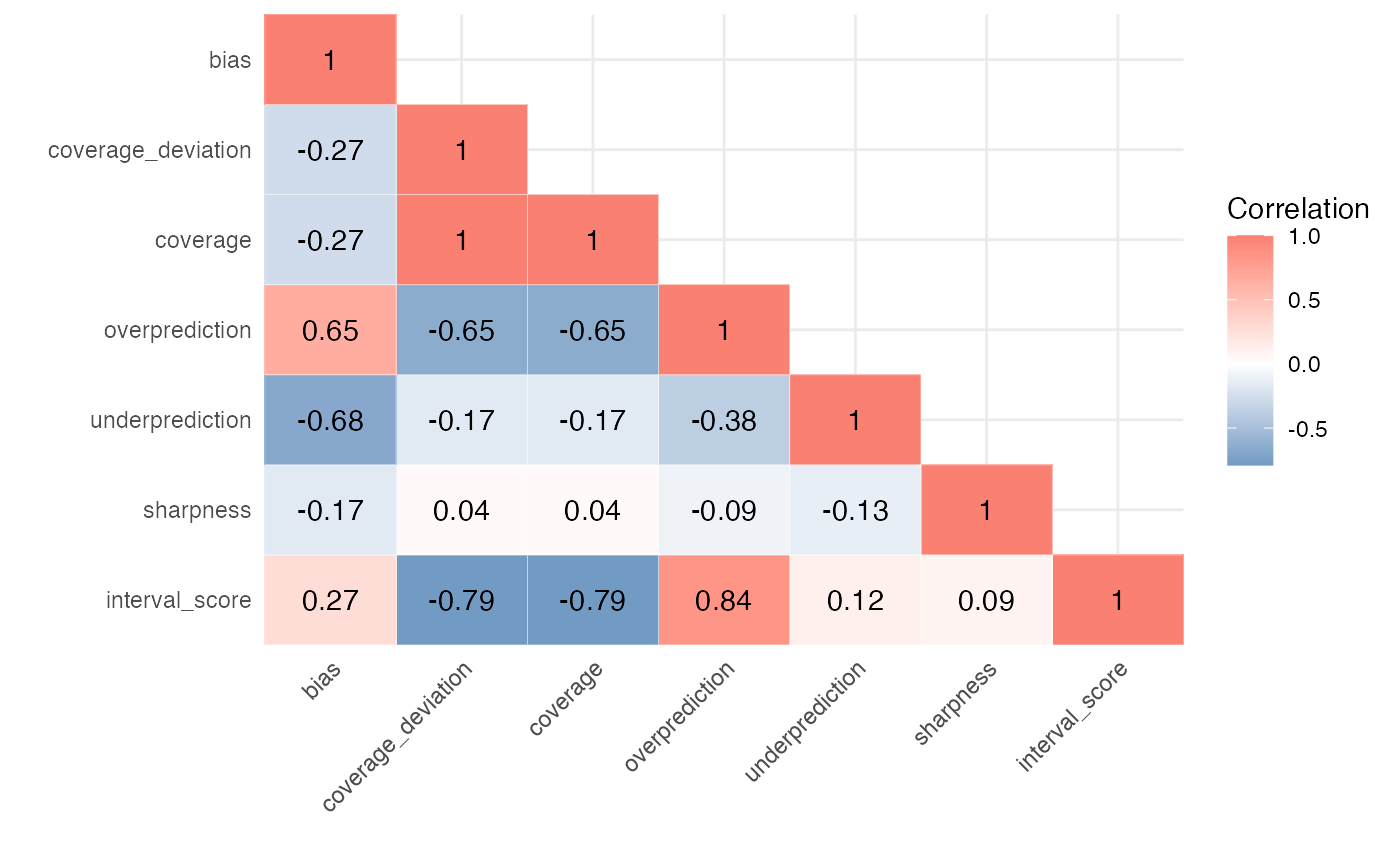 bias 1
coverage_deviation -0.27 1
coverage -0.27 1 1
overprediction 0.65 -0.65 -0.65 1
underprediction -0.68 -0.17 -0.17 -0.38 1
sharpness -0.17 0.04 0.04 -0.09 -0.13 1
interval_score 0.27 -0.79 -0.79 0.84 0.12 0.09 1
bias coverage_deviation coverage overprediction underprediction sharpness interval_score
Correlation
1.0
0.5
0.0
-0.5